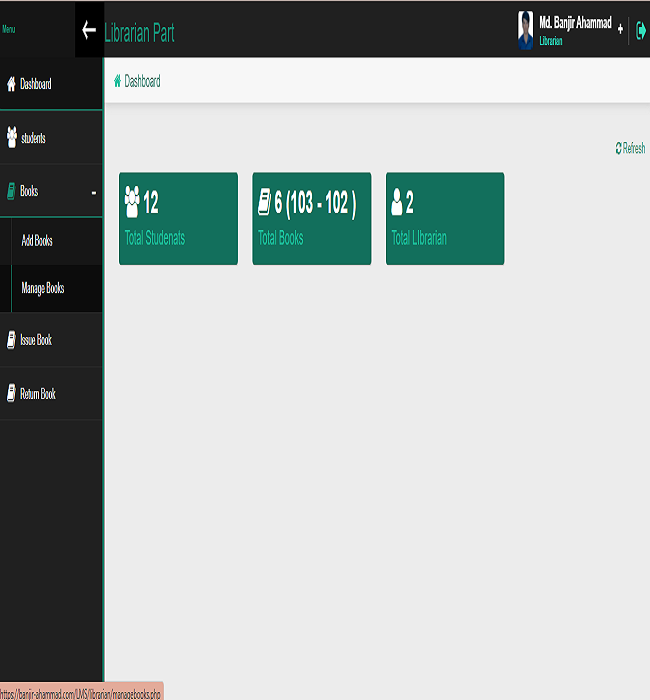 Menu
Librarian Part
Md. Banjir Ahammad
Librarian
Dashboard
students
Books
Add Books
Manage Books
Issue Book
Return Book
Dashboard
Refresh
12
Total Studenats
6 (103 - 102 )
Total Books
2
Total LIbrarian
https://banjir-ahammad.com/LMS/librarian/managebooks.php